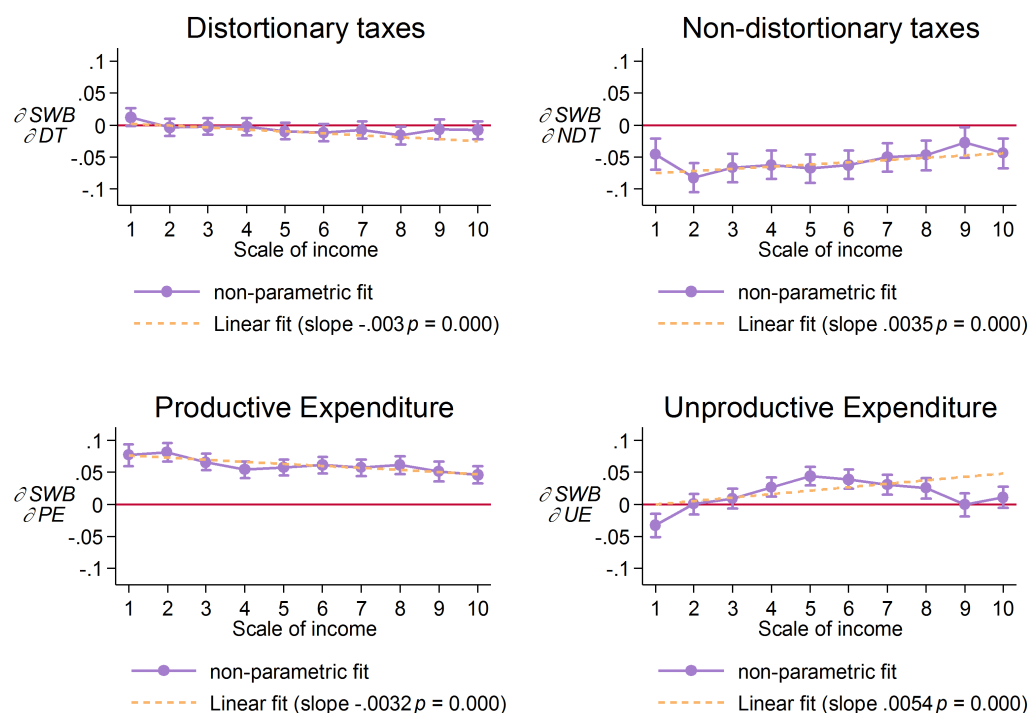 Distortionary taxes
.1
.05
0
-.05
-.1
∂ SWB
∂ DT
1 2 3 4 5 6 7 8 9 10
Scale of income
non-parametric fit
Linear fit (slope -.003 p = 0.000)
Non-distortionary taxes
.1
.05
0
-.05
-.1
∂ SWB
∂ NDT
1 2 3 4 5 6 7 8 9 10
Scale of income
non-parametric fit
Linear fit (slope .0035 p = 0.000)
Productive Expenditure
.1
.05
0
-.05
-.1
∂ SWB
∂ PE
1 2 3 4 5 6 7 8 9 10
Scale of income
non-parametric fit
Linear fit (slope -.0032 p = 0.000)
Unproductive Expenditure
.1
.05
0
-.05
-.1
∂ SWB
∂ UE
1 2 3 4 5 6 7 8 9 10
Scale of income
non-parametric fit
Linear fit (slope .0054 p = 0.000)